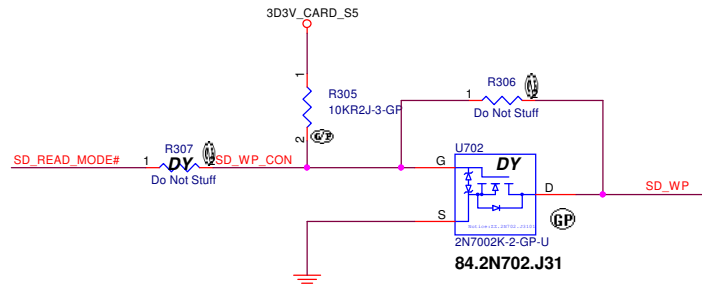 3D3V_CARD_S5
1
R305
10KR2J-3-GP
2
G/P
R306
1
2
Do Not Stuff
R307
SD_READ_MODE#
1
DY
2
SD_WP_CON
Do Not Stuff
U702
G
DY
D
SD_WP
S
GP
2N7002K-2-GP-U
84.2N702.J31